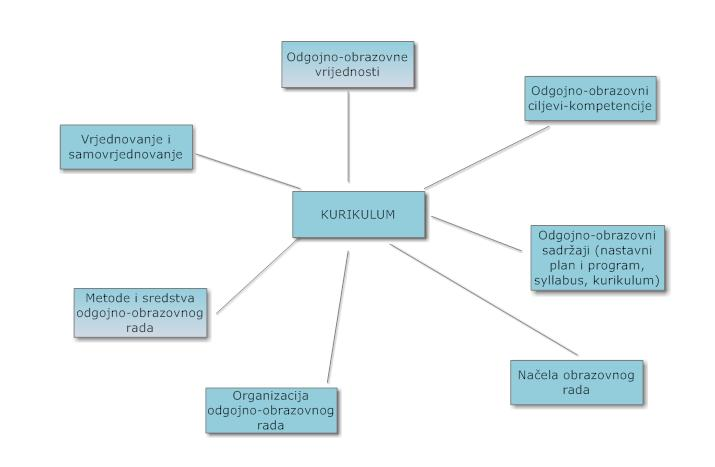 Odgojno-obrazovne
vrijednosti
Odgojno-obrazovni
ciljevi-kompetencije
Vrjednovanje i
samovrjednovanje
KURIKULUM
Odgojno-obrazovni
sadržaji (nastavni
plan i program,
syllabus, kurikulum)
Metode i sredstva
odgojno-obrazovnog
rada
Načela obrazovnog
rada
Organizacija
odgojno-obrazovnog
rada